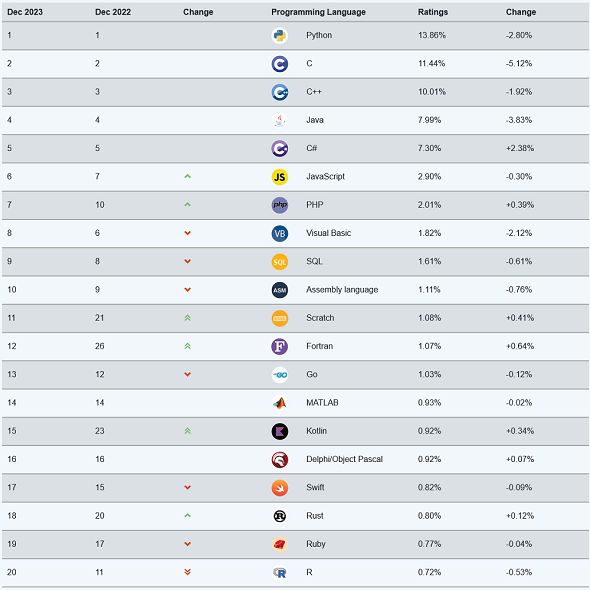 Dec 2023 Dec 2022 Change Programming Language Ratings Change
1 1 Python 13.86% -2.80%
2 2 C 11.44% -5.12%
3 3 C++ 10.01% -1.92%
4 4 Java 7.99% -3.83%
5 5 C# 7.30% +2.38%
6 7 JS JavaScript 2.90% -0.30%
7 10 php PHP 2.01% +0.39%
8 6 VB Visual Basic 1.82% -2.12%
9 8 SQL SQL 1.61% -0.61%
10 9 ASM Assembly language 1.11% -0.76%
11 21 Scratch 1.08% +0.41%
12 26 F Fortran 1.07% +0.64%
13 12 GO Go 1.03% -0.12%
14 14 MATLAB 0.93% -0.02%
15 23 Kotlin 0.92% +0.34%
16 16 Delphi/Object Pascal 0.92% +0.07%
17 15 Swift 0.82% -0.09%
18 20 R Rust 0.80% +0.12%
19 17 Ruby 0.77% -0.04%
20 11 R R 0.72% -0.53%